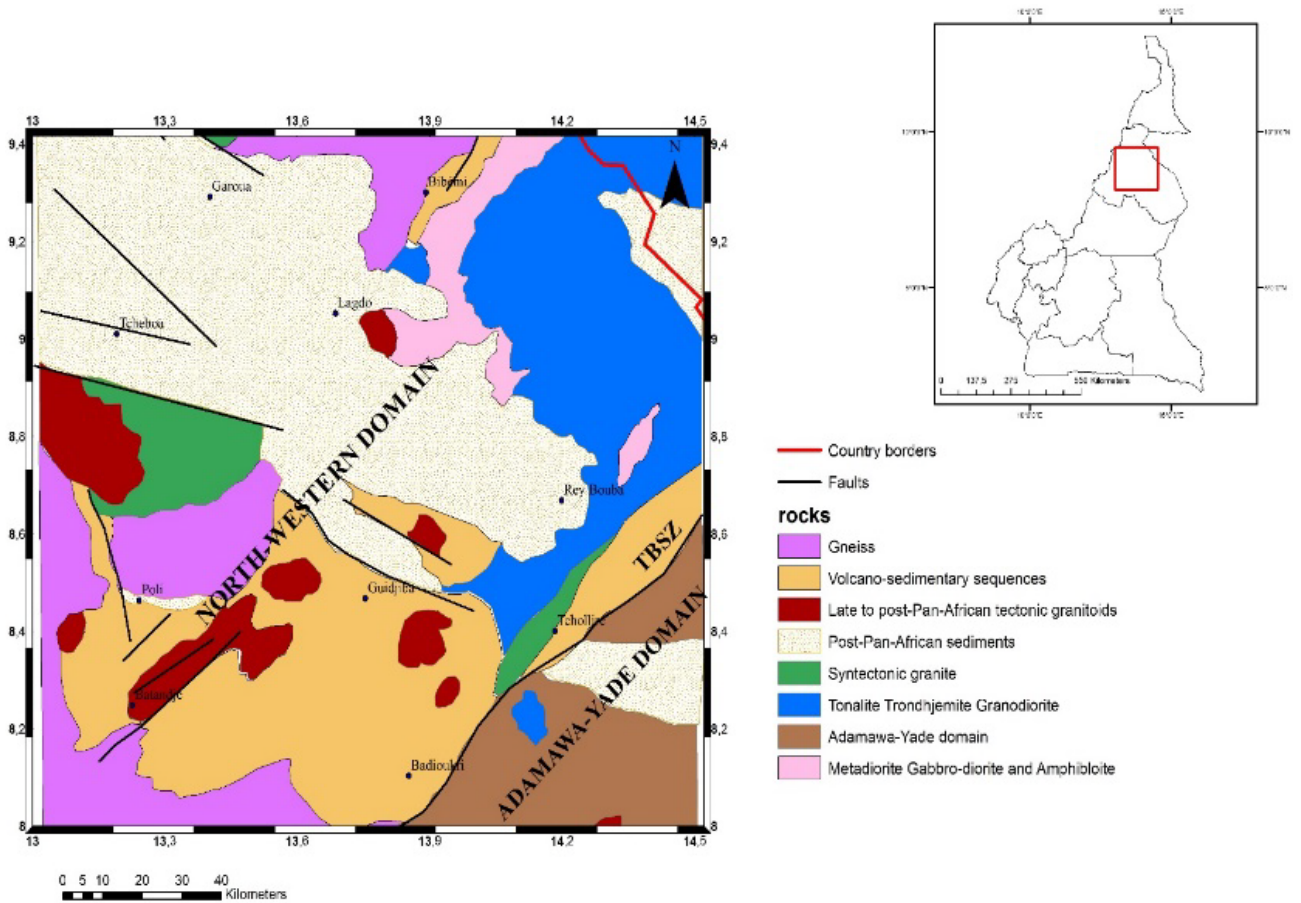 13 13,3 13,6 13,9 14,2 14,5
9,4 9,4
N
Garoua
Bibemi
9,2 9,2
Lagdo
Tcheboa
9 9
NORTH-WESTERN DOMAIN
8,8 8,8
Rey Bouba
8,6 8,6
TBSZ
Poli
Guidjiba
8,4 8,4
Tchollire
ADAMAWA-YADE DOMAIN
8,2 8,2
Badioukri
8 8
13 13,3 13,6 13,9 14,2 14,5
0 5 10 20 30 40
Kilometers
0 137,5 275 550 Kilometers
Country borders
Faults
rocks
Gneiss
Volcano-sedimentary sequences
Late to post-Pan-African tectonic granitoids
Post-Pan-African sediments
Syntectonic granite
Tonalite Trondhjemite Granodiorite
Adamawa-Yade domain
Metadiorite Gabbro-diorite and Amphibloite